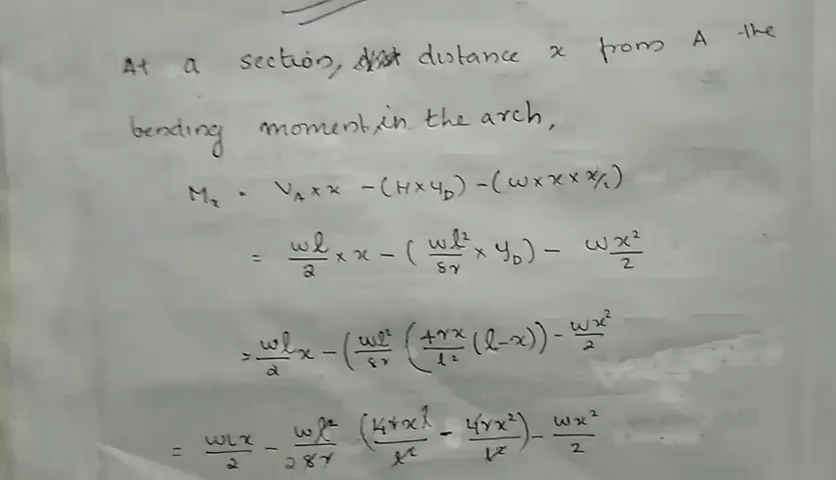 At a section, distance x from A the
bending moment, in the arch,
Mx = VA × x – (H × yD) – (w × x × x/2)
= wl/2 × x – (wl²/8r × yD) – wx²/2
= wl/2 x – (wl²/8r (4rx/l² (l–x)) – wx²/2
= wlx/2 – wl²/28r (4rxl/l² – 4rx²/l²) – wx²/2